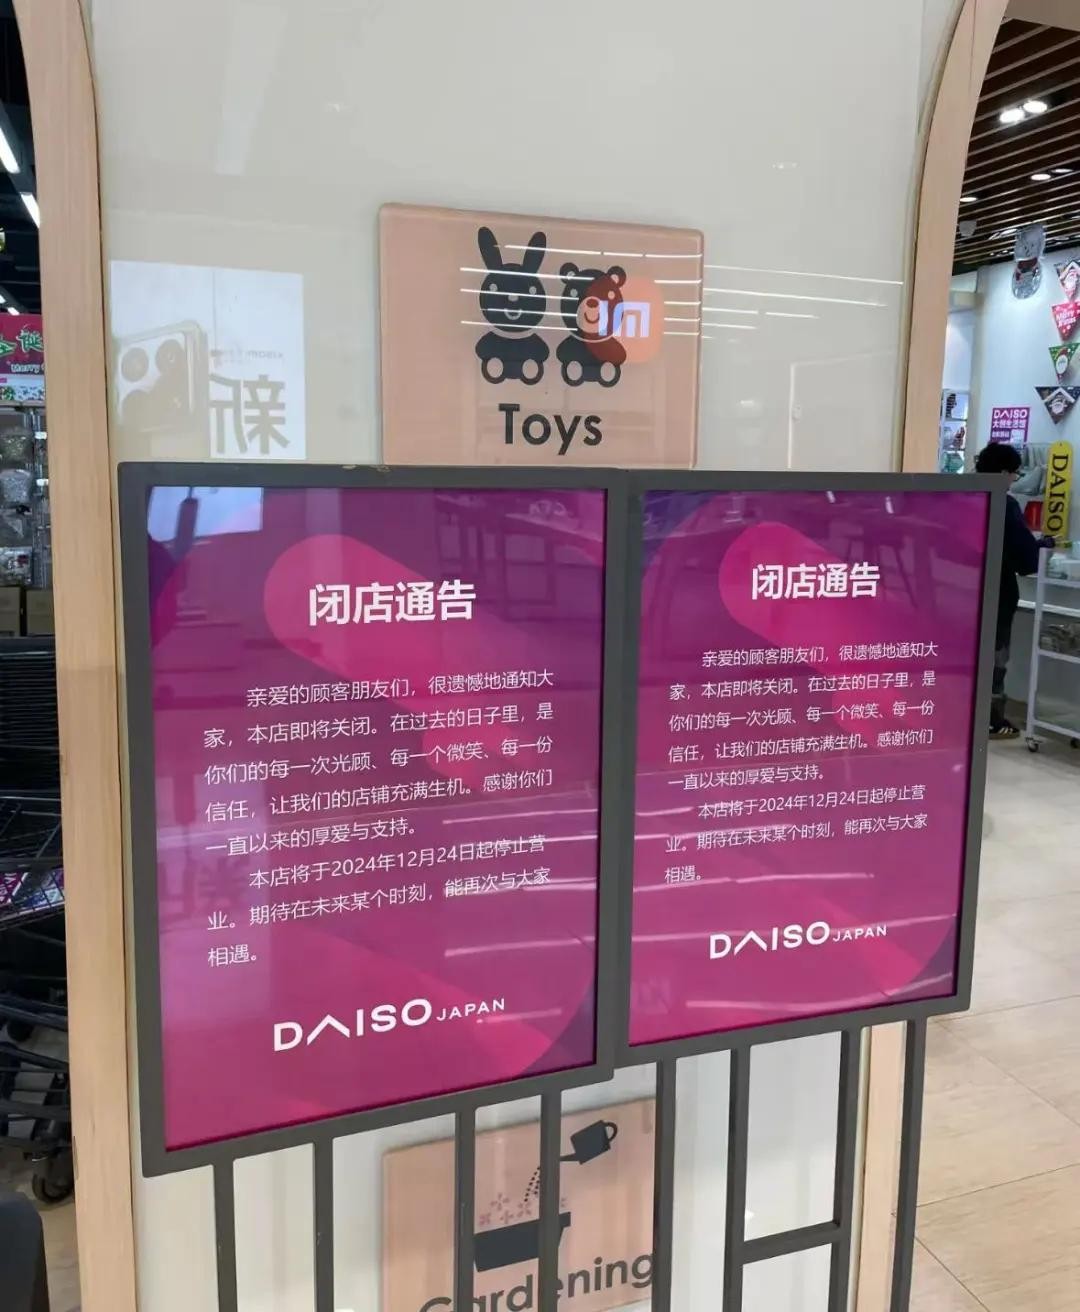 Toys
新
闭店通告
亲爱的顾客朋友们，很遗憾地通知大
家，本店即将关闭。在过去的日子里，是
你们的每一次光顾、每一个微笑、每一份
信任，让我们的店铺充满生机。感谢你们
一直以来的厚爱与支持。
本店将于2024年12月24日起停止营
业。期待在未来某个时刻，能再次与大家
相遇。
DAISO JAPAN
闭店通告
亲爱的顾客朋友们，很遗憾地通知大
家，本店即将关闭。在过去的日子里，是
你们的每一次光顾、每一个微笑、每一份
信任，让我们的店铺充满生机。感谢你们
一直以来的厚爱与支持。
本店将于2024年12月24日起停止营
业。期待在未来某个时刻，能再次与大家
相遇。
DAISO JAPAN
Gardening
DAISO
大创生活馆
DAISO
Merry